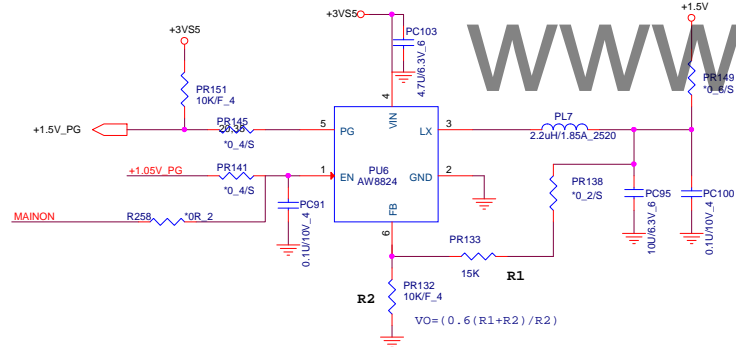 +3VS5
PR151
10K/F_4
+1.5V_PG
PR145
*0_4/S
+1.05V_PG
PR141
*0_4/S
MAINON
R258
*0R_2
PC91
0.1U/10V_4
+3VS5
PC103
4.7U/6.3V_6
4
VIN
5
PG
LX
3
1
EN
PU6
AW8824
GND
2
FB
6
PL7
2.2uH/1.85A_2520
PR138
*0_2/S
PR133
15K
R1
R2
PR132
10K/F_4
VO=(0.6(R1+R2)/R2)
WWW
+1.5V
PR149
*0_6/S
PC95
10U/6.3V_6
PC100
0.1U/10V_4